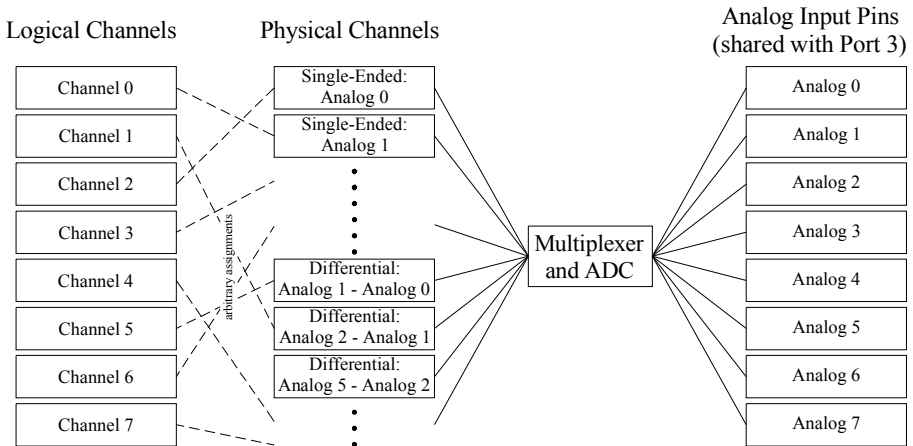 Logical Channels
Physical Channels
Analog Input Pins
(shared with Port 3)
Channel 0
Channel 1
Channel 2
Channel 3
Channel 4
Channel 5
Channel 6
Channel 7
arbitrary assignments
Single-Ended:
Analog 0
Single-Ended:
Analog 1
Differential:
Analog 1 - Analog 0
Differential:
Analog 2 - Analog 1
Differential:
Analog 5 - Analog 2
Multiplexer
and ADC
Analog 0
Analog 1
Analog 2
Analog 3
Analog 4
Analog 5
Analog 6
Analog 7